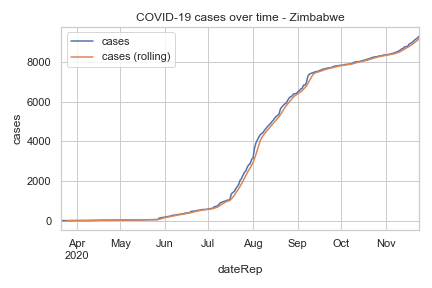 COVID-19 cases over time - Zimbabwe
cases
cases (rolling)
8000
6000
4000
2000
0
cases
Apr May Jun Jul Aug Sep Oct Nov
2020
dateRep